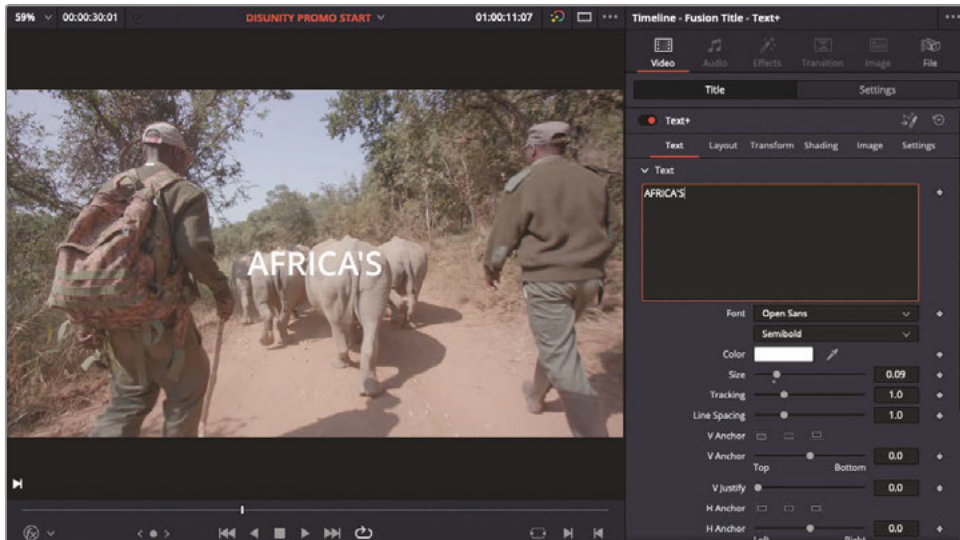 59% 00:00:30:01 DISUNITY PROMO START 01:00:11:07 Timeline - Fusion Title - Text+
Video Audio Effects Transition Image File
Title Settings
Text+
Text Layout Transform Shading Image Settings
Text
AFRICA'S
AFRICA'S
Font Open Sans
Semibold
Color
Size 0.09
Tracking 1.0
Line Spacing 1.0
V Anchor
V Anchor 0.0
Top Bottom
V Justify 0.0
H Anchor
H Anchor 0.0
Left Right
fx